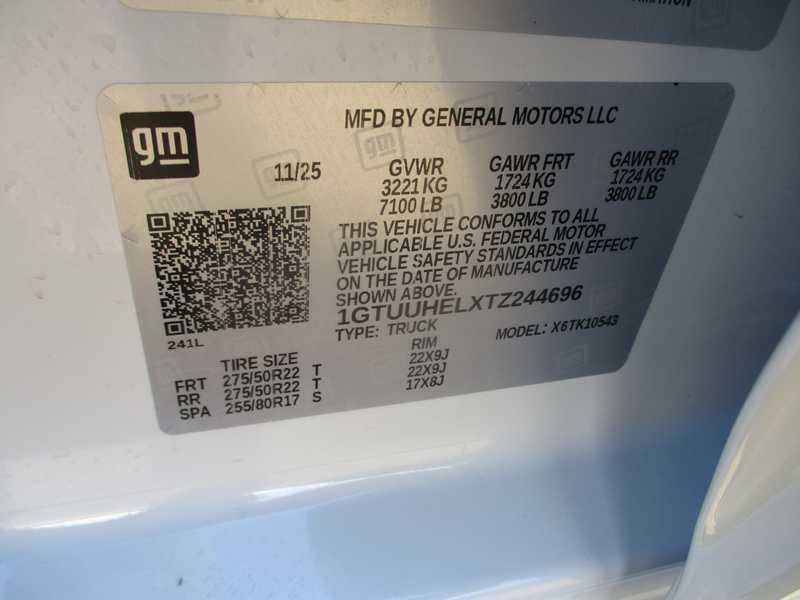 gm
MFD BY GENERAL MOTORS LLC
11/25 GVWR GAWR FRT GAWR RR
3221 KG 1724 KG 1724 KG
7100 LB 3800 LB 3800 LB
THIS VEHICLE CONFORMS TO ALL
APPLICABLE U.S. FEDERAL MOTOR
VEHICLE SAFETY STANDARDS IN EFFECT
ON THE DATE OF MANUFACTURE
SHOWN ABOVE.
1GTUUHELXTZ244696
TYPE: TRUCK MODEL: X6TK10543
241L
TIRE SIZE RIM
FRT 275/50R22 T 22X9J
RR 275/50R22 T 22X9J
SPA 255/80R17 S 17X8J